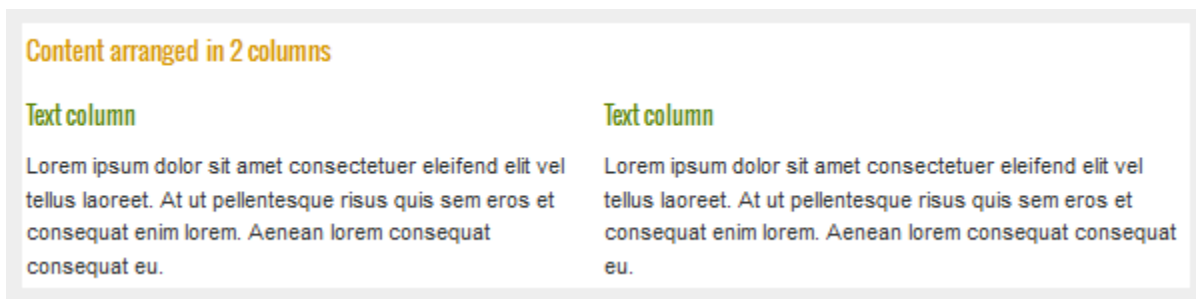 Content arranged in 2 columns
Text column
Lorem ipsum dolor sit amet consectetuer eleifend elit vel
tellus laoreet. At ut pellentesque risus quis sem eros et
consequat enim lorem. Aenean lorem consequat
consequat eu.
Text column
Lorem ipsum dolor sit amet consectetuer eleifend elit vel
tellus laoreet. At ut pellentesque risus quis sem eros et
consequat enim lorem. Aenean lorem consequat consequat
eu.